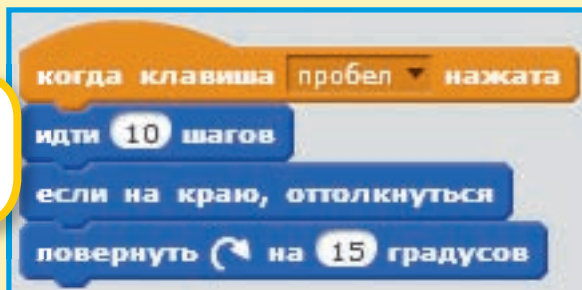 когда клавиша пробел нажата
идти 10 шагов
если на краю, оттолкнуться
повернуть на 15 градусов